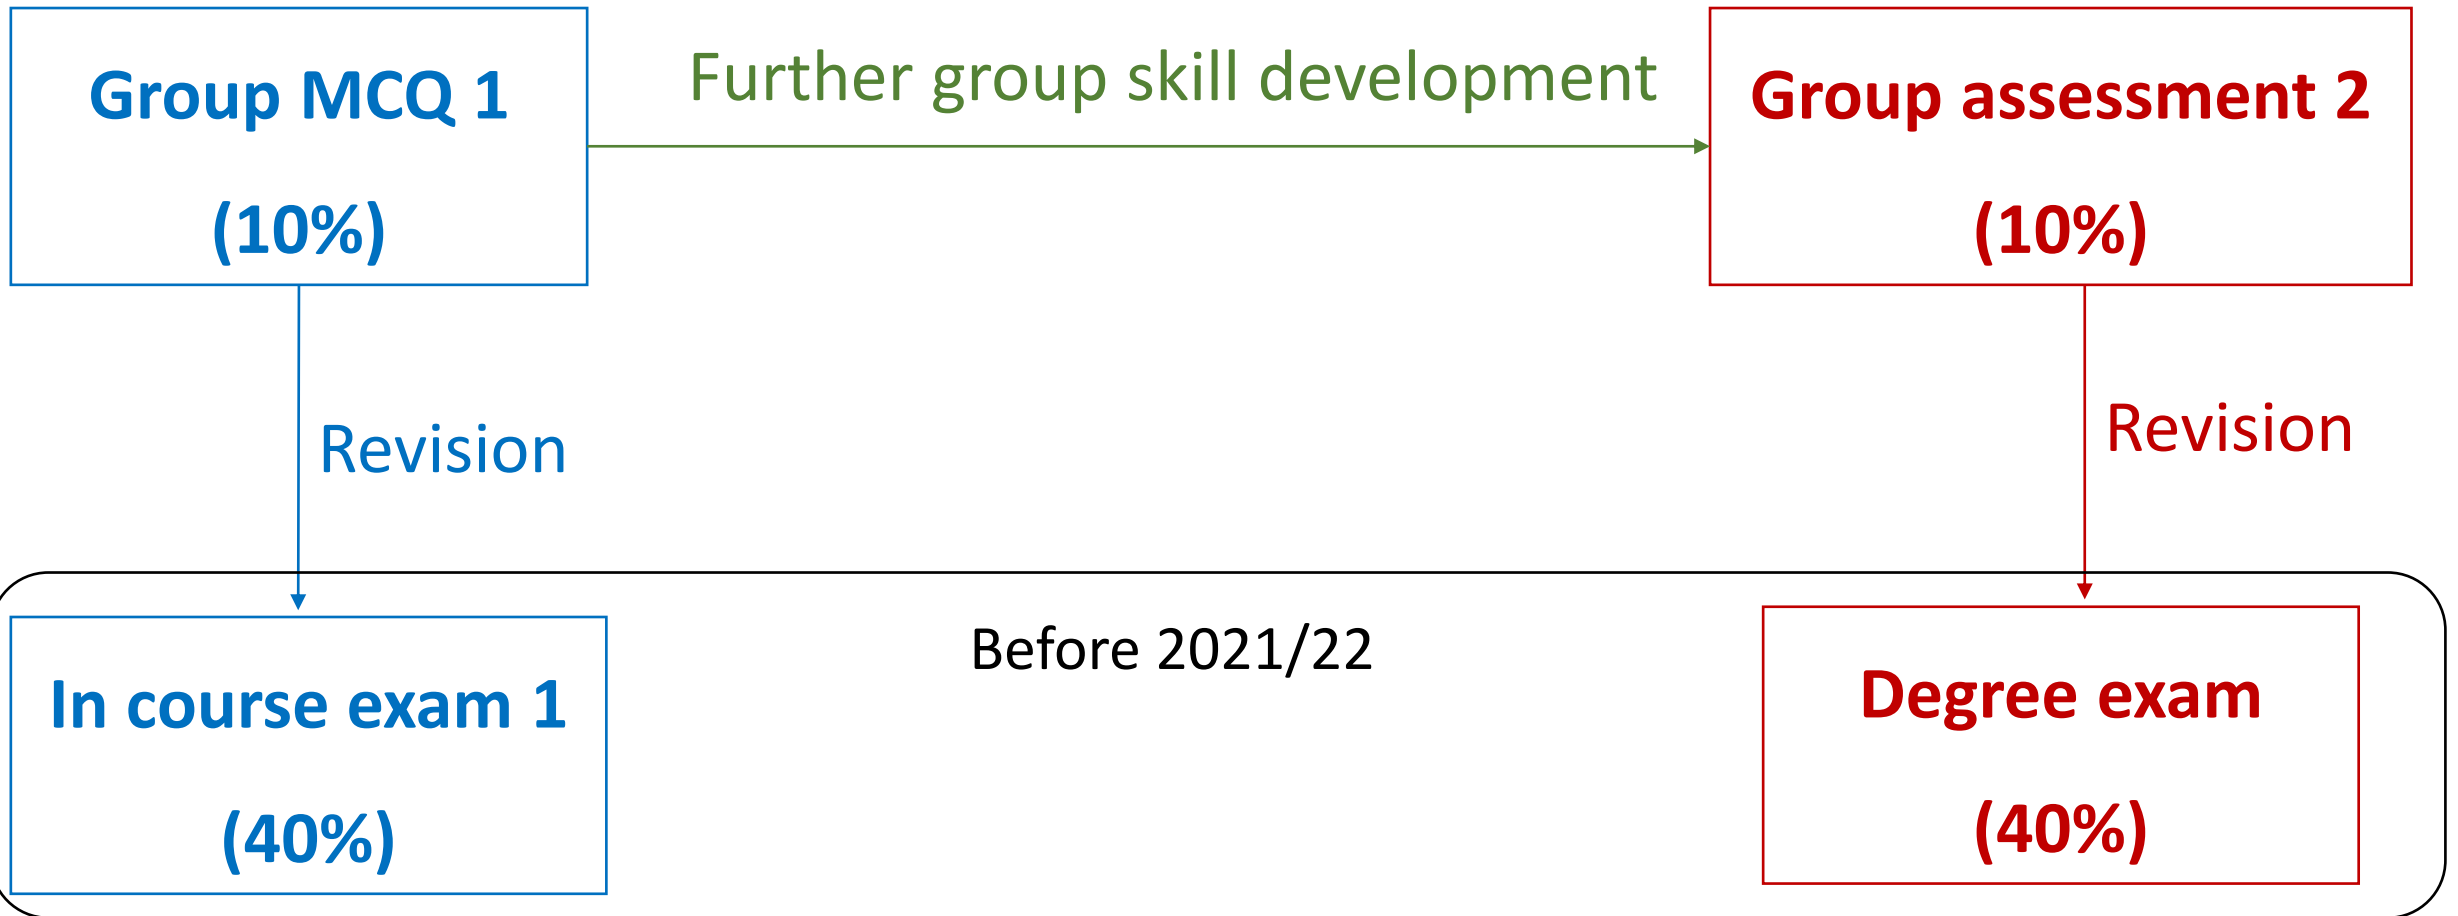 Group MCQ 1
(10%)
Further group skill development
Group assessment 2
(10%)
Revision
Revision
Before 2021/22
In course exam 1
(40%)
Degree exam
(40%)